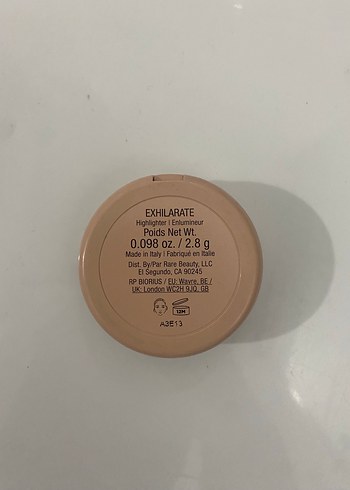 EXHILARATE
Highlighter | Enlumineur
Poids Net Wt.
0.098 oz. / 2.8 g
Made in Italy | Fabriqué en Italie
Dist. By/Par Rare Beauty, LLC
El Segundo, CA 90245
RP BIORIUS / EU: Wavre, BE /
UK: London WC2H 9JQ, GB
12M
A3E13